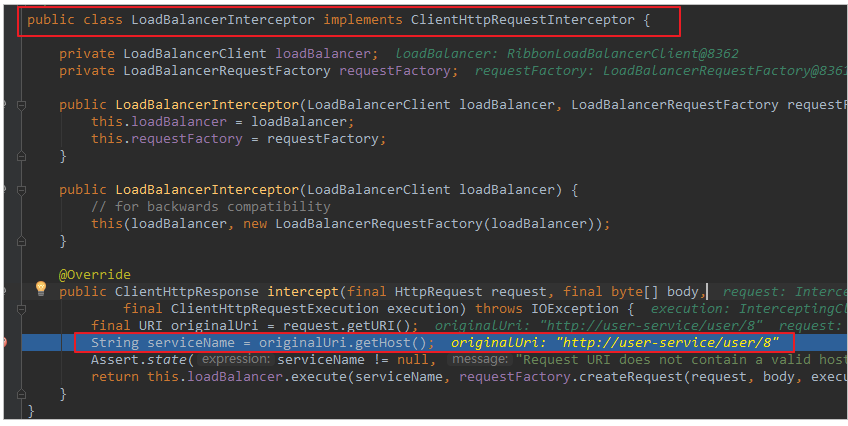 public class LoadBalancerInterceptor implements ClientHttpRequestInterceptor {
private LoadBalancerClient loadBalancer; loadBalancer: RibbonLoadBalancerClient@8362
private LoadBalancerRequestFactory requestFactory; requestFactory: LoadBalancerRequestFactory@8361
public LoadBalancerInterceptor(LoadBalancerClient loadBalancer, LoadBalancerRequestFactory requestF
this.loadBalancer = loadBalancer;
this.requestFactory = requestFactory;
}
public LoadBalancerInterceptor(LoadBalancerClient loadBalancer) {
// for backwards compatibility
this(loadBalancer, new LoadBalancerRequestFactory(loadBalancer));
}
@Override
public ClientHttpResponse intercept(final HttpRequest request, final byte[] body, request: Interce
final ClientHttpRequestExecution execution) throws IOException { execution: InterceptingCl
final URI originalUri = request.getURI(); originalUri: "http://user-service/user/8" request:
String serviceName = originalUri.getHost(); originalUri: "http://user-service/user/8"
Assert.state( expression: serviceName != null, message: "Request URI does not contain a valid host
return this.loadBalancer.execute(serviceName, requestFactory.createRequest(request, body, execu
}
}